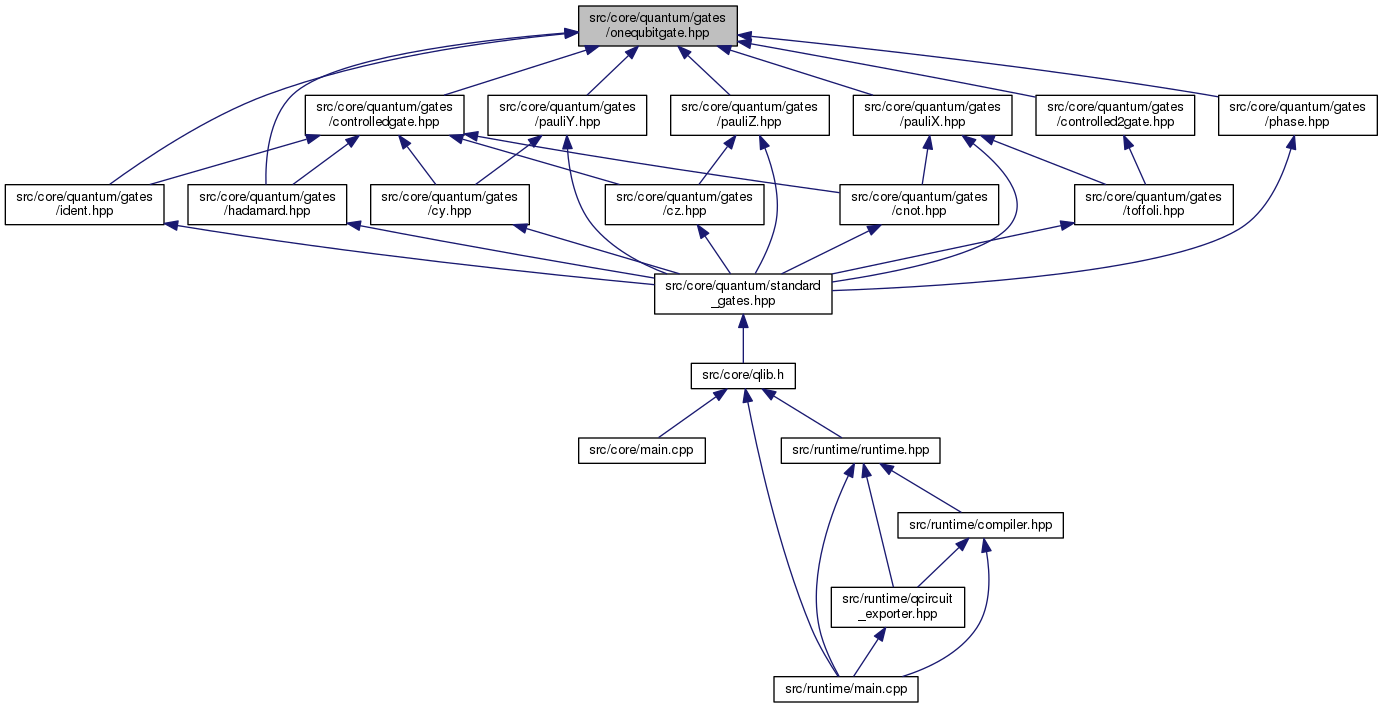 src/core/quantum/gates
/onequbitgate.hpp
src/core/quantum/gates
/controlledgate.hpp
src/core/quantum/gates
/pauliY.hpp
src/core/quantum/gates
/pauliZ.hpp
src/core/quantum/gates
/pauliX.hpp
src/core/quantum/gates
/controlled2gate.hpp
src/core/quantum/gates
/phase.hpp
src/core/quantum/gates
/ident.hpp
src/core/quantum/gates
/hadamard.hpp
src/core/quantum/gates
/cy.hpp
src/core/quantum/gates
/cz.hpp
src/core/quantum/gates
/cnot.hpp
src/core/quantum/gates
/toffoli.hpp
src/core/quantum/standard
_gates.hpp
src/core/qlib.h
src/core/main.cpp
src/runtime/runtime.hpp
src/runtime/compiler.hpp
src/runtime/qcircuit
_exporter.hpp
src/runtime/main.cpp